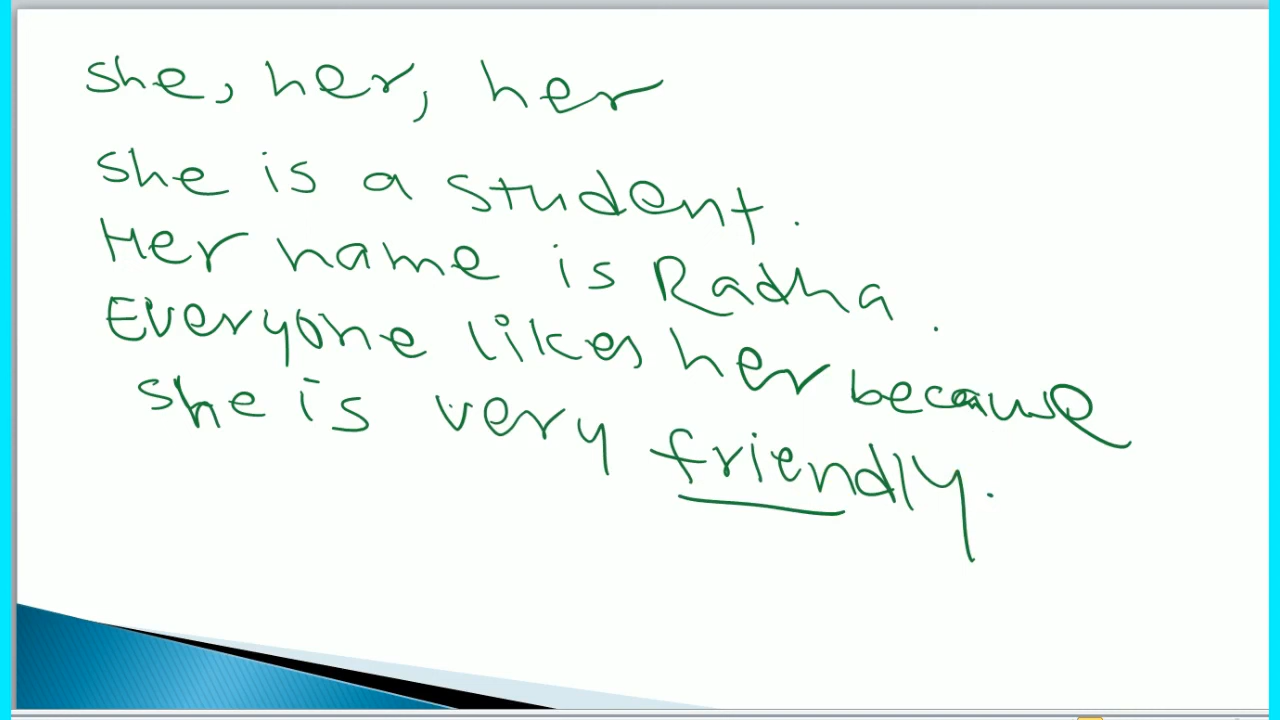 she, her, her
she is a student.
Her name is Radha.
Everyone likes her because
she is very friendly.